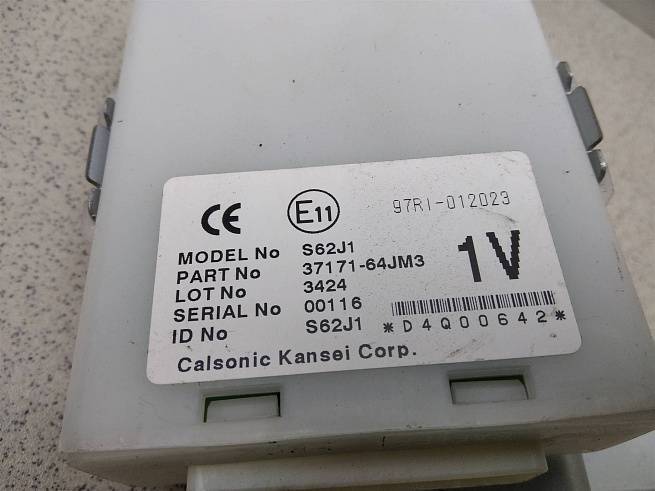 CE E11 97RI-012023
MODEL No S62J1
PART No 37171-64JM3 1V
LOT No 3424
SERIAL No 00116
ID No S62J1 *D4Q00642*
Calsonic Kansei Corp.